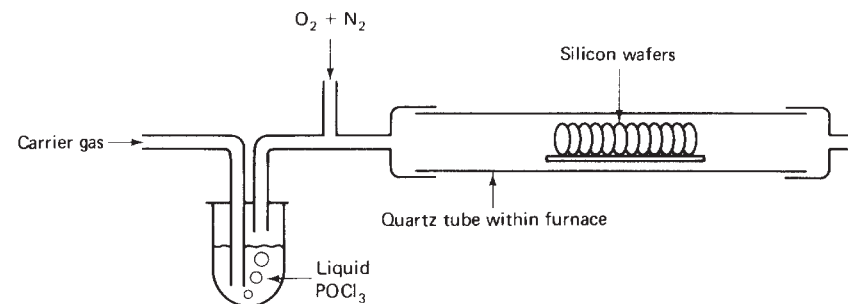 O₂ + N₂
Silicon wafers
Carrier gas
Quartz tube within furnace
Liquid
POCl₃